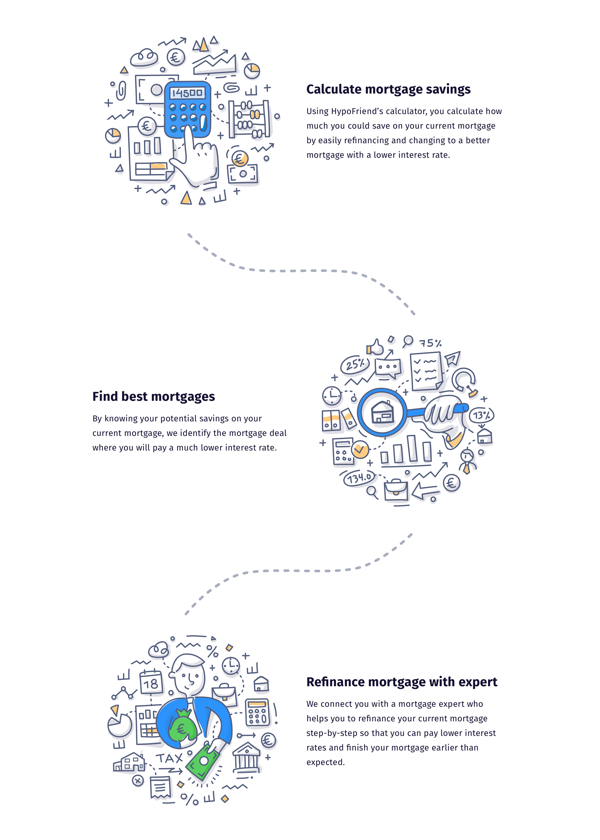 14500
Calculate mortgage savings
Using HypoFriend’s calculator, you calculate how
much you could save on your current mortgage
by easily refinancing and changing to a better
mortgage with a lower interest rate.
75%
25%
13%
134.0
Find best mortgages
By knowing your potential savings on your
current mortgage, we identify the mortgage deal
where you will pay a much lower interest rate.
18
TAX
Refinance mortgage with expert
We connect you with a mortgage expert who
helps you to refinance your current mortgage
step-by-step so that you can pay lower interest
rates and finish your mortgage earlier than
expected.